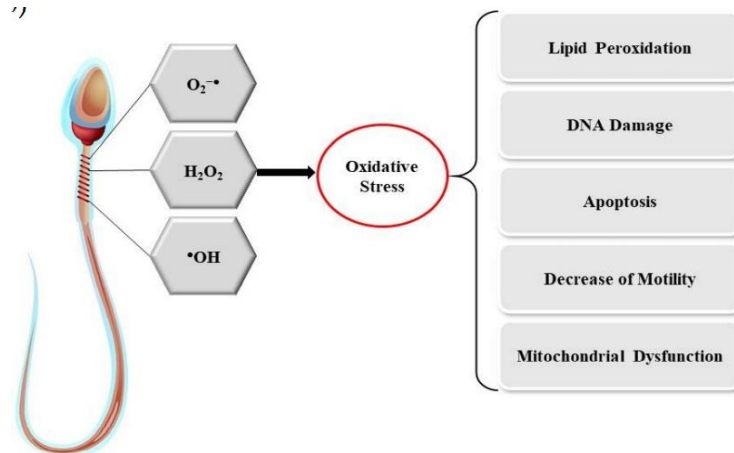 O₂⁻•
H₂O₂
•OH
Oxidative
Stress
Lipid Peroxidation
DNA Damage
Apoptosis
Decrease of Motility
Mitochondrial Dysfunction